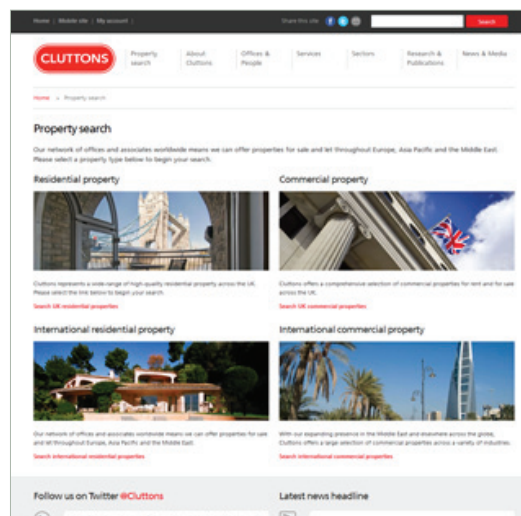 Home | Mobile site | My account |
Share this site
Search
CLUTTONS
Property search
About Cluttons
Offices & People
Services
Sectors
Research & Publications
News & Media
Home » Property search
Property search
Our network of offices and associates worldwide means we can offer properties for sale and let throughout Europe, Asia Pacific and the Middle East.
Please select a property type below to begin your search.
Residential property
Cluttons represents a wide range of high quality residential property across the UK.
Please select the link below to begin your search.
Search UK residential properties
Commercial property
Cluttons offers a comprehensive selection of commercial properties for rent and for sale
across the UK.
Search UK commercial properties
International residential property
Our network of offices and associates worldwide means we can offer properties for sale
and let throughout Europe, Asia Pacific and the Middle East.
Search international residential properties
International commercial property
With our expanding presence in the Middle East and elsewhere across the globe,
Cluttons offers a large selection of commercial properties across a variety of industries.
Search international commercial properties
Follow us on Twitter @Cluttons
Latest news headline